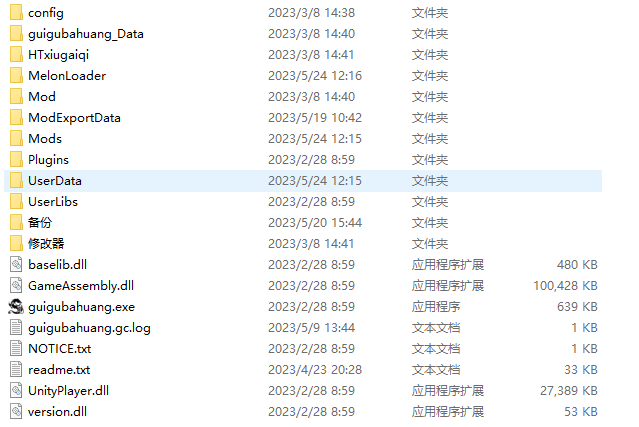 config 2023/3/8 14:38 文件夹
guigubahuang_Data 2023/3/8 14:40 文件夹
HTxiugaiqi 2023/3/8 14:41 文件夹
MelonLoader 2023/5/24 12:16 文件夹
Mod 2023/3/8 14:40 文件夹
ModExportData 2023/5/19 10:42 文件夹
Mods 2023/5/24 12:15 文件夹
Plugins 2023/2/28 8:59 文件夹
UserData 2023/5/24 12:15 文件夹
UserLibs 2023/2/28 8:59 文件夹
备份 2023/5/20 15:44 文件夹
修改器 2023/3/8 14:41 文件夹
baselib.dll 2023/2/28 8:59 应用程序扩展 480 KB
GameAssembly.dll 2023/2/28 8:59 应用程序扩展 100,428 KB
guigubahuang.exe 2023/2/28 8:59 应用程序 639 KB
guigubahuang.gc.log 2023/5/9 13:44 文本文档 1 KB
NOTICE.txt 2023/2/28 8:59 文本文档 1 KB
readme.txt 2023/4/23 20:28 文本文档 33 KB
UnityPlayer.dll 2023/2/28 8:59 应用程序扩展 27,389 KB
version.dll 2023/2/28 8:59 应用程序扩展 53 KB